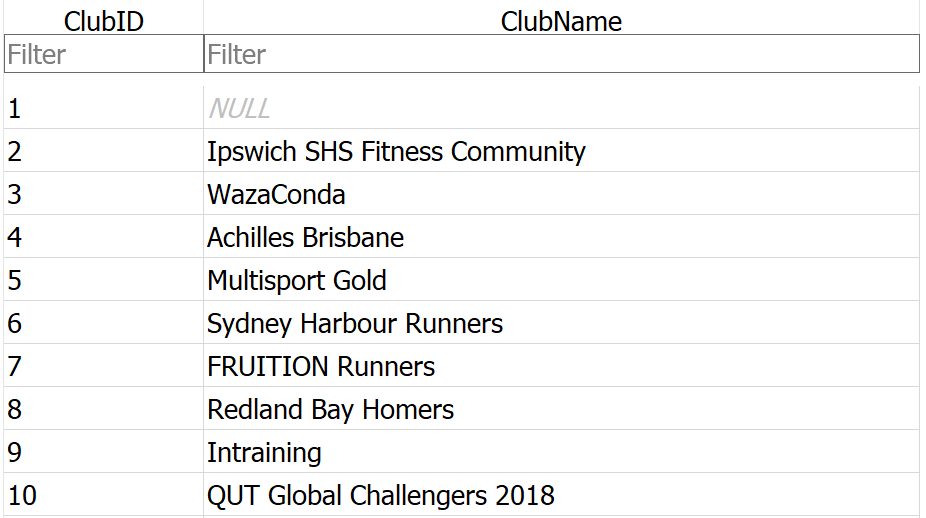 ClubID ClubName
Filter Filter
1 NULL
2 Ipswich SHS Fitness Community
3 WazaConda
4 Achilles Brisbane
5 Multisport Gold
6 Sydney Harbour Runners
7 FRUITION Runners
8 Redland Bay Homers
9 Intraining
10 QUT Global Challengers 2018